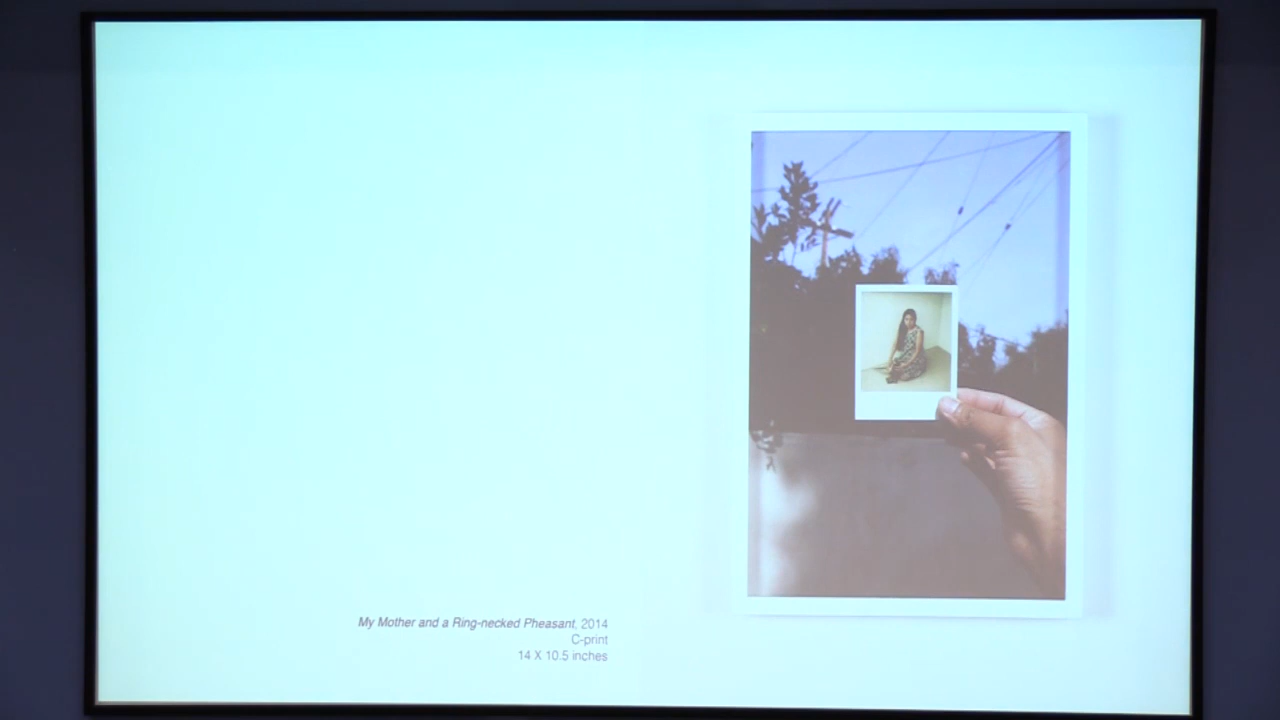 My Mother and a Ring-necked Pheasant, 2014
C-print
14 X 10.5 inches